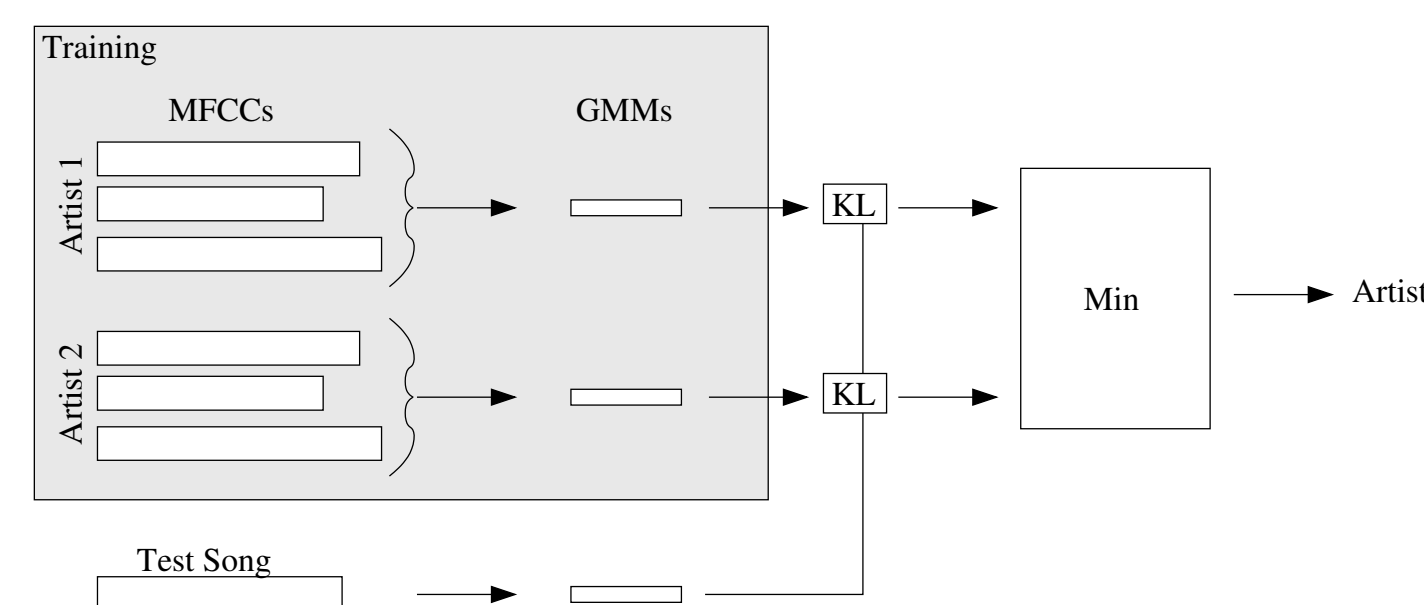 Training
MFCCs
GMMs
Artist 1
KL
Min
Artist
Artist 2
KL
Test Song